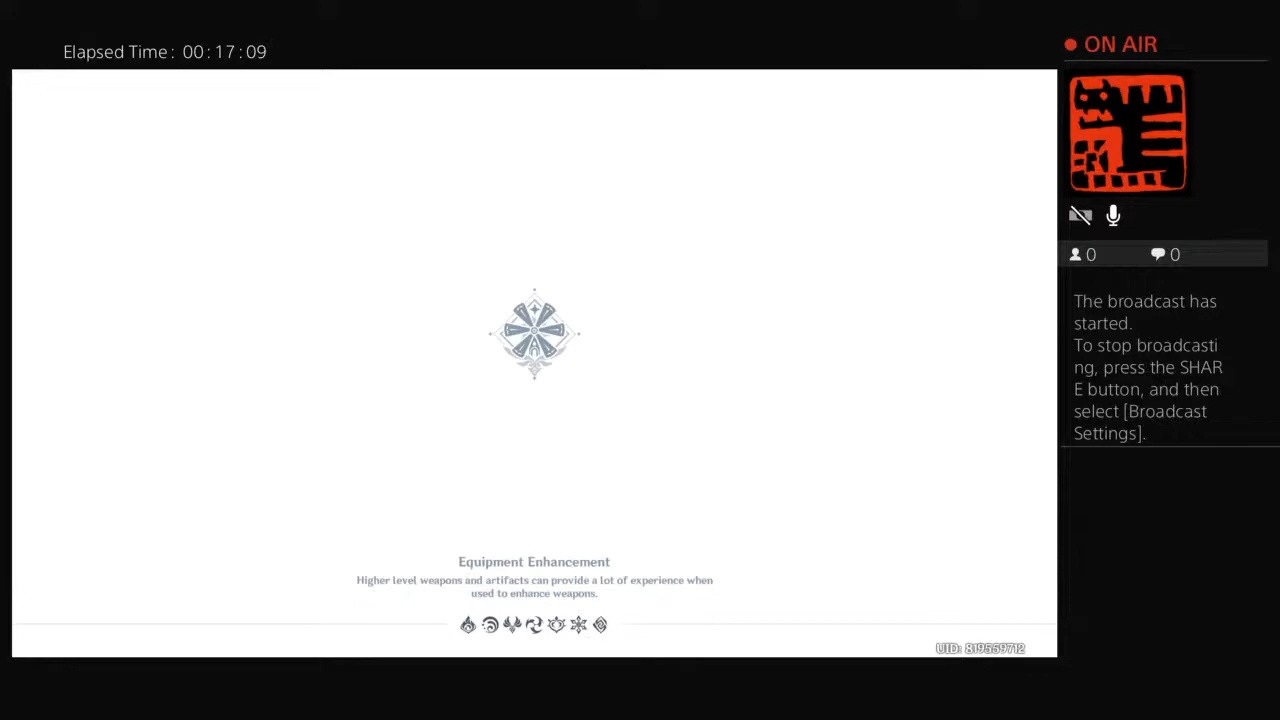 Elapsed Time: 00:17:09
ON AIR
0 0
The broadcast has
started.
To stop broadcasti
ng, press the SHAR
E button, and then
select [Broadcast
Settings].
Equipment Enhancement
Higher level weapons and artifacts can provide a lot of experience when
used to enhance weapons.
UID: 819559712